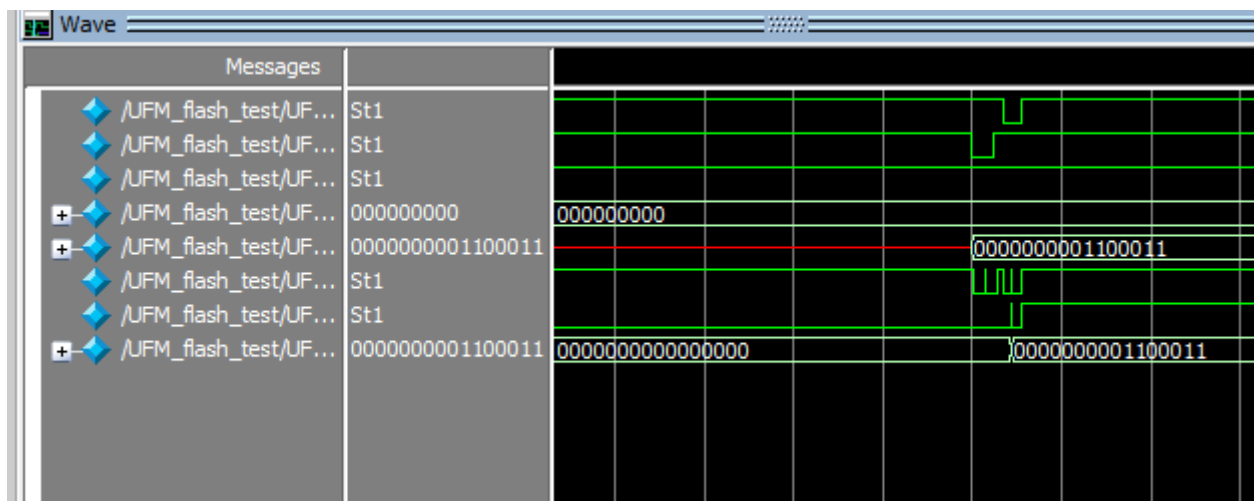 Wave
Messages
/UFM_flash_test/UF... St1
/UFM_flash_test/UF... St1
/UFM_flash_test/UF... St1
/UFM_flash_test/UF... 000000000 000000000
/UFM_flash_test/UF... 0000000001100011 0000000001100011
/UFM_flash_test/UF... St1
/UFM_flash_test/UF... St1
/UFM_flash_test/UF... 0000000001100011 0000000000000000 0000000001100011